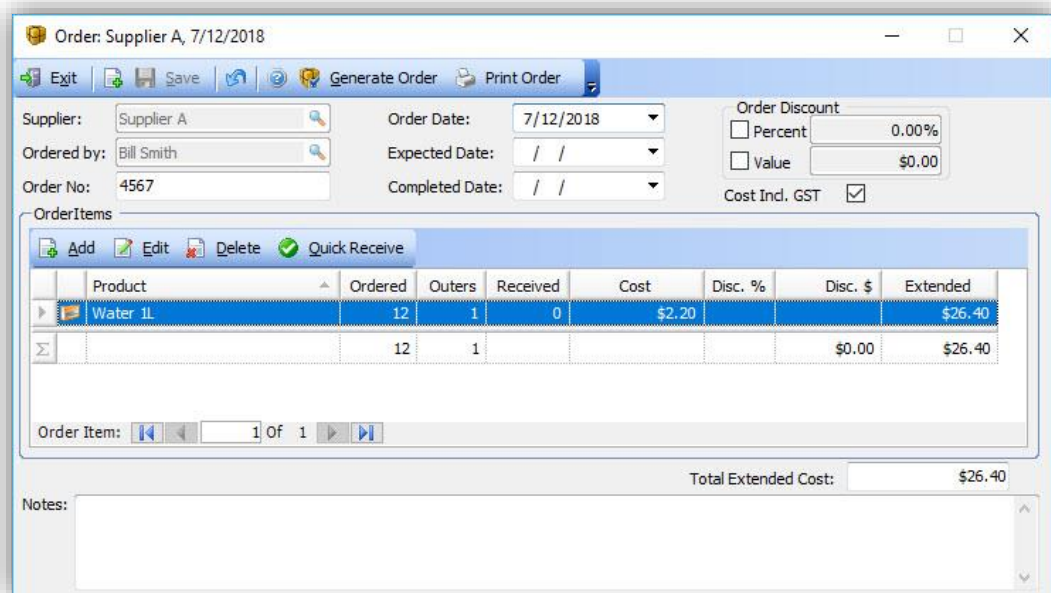 Order: Supplier A, 7/12/2018
Exit Save Generate Order Print Order
Supplier: Supplier A Order Date: 7/12/2018 Order Discount
Percent 0.00%
Ordered by: Bill Smith Expected Date: / / Value $0.00
Order No: 4567 Completed Date: / / Cost Incl. GST
OrderItems
Add Edit Delete Quick Receive
Product Ordered Outers Received Cost Disc. % Disc. $ Extended
Water 1L 12 1 0 $2.20 $26.40
Σ 12 1 $0.00 $26.40
Order Item: 1 Of 1
Total Extended Cost: $26.40
Notes: